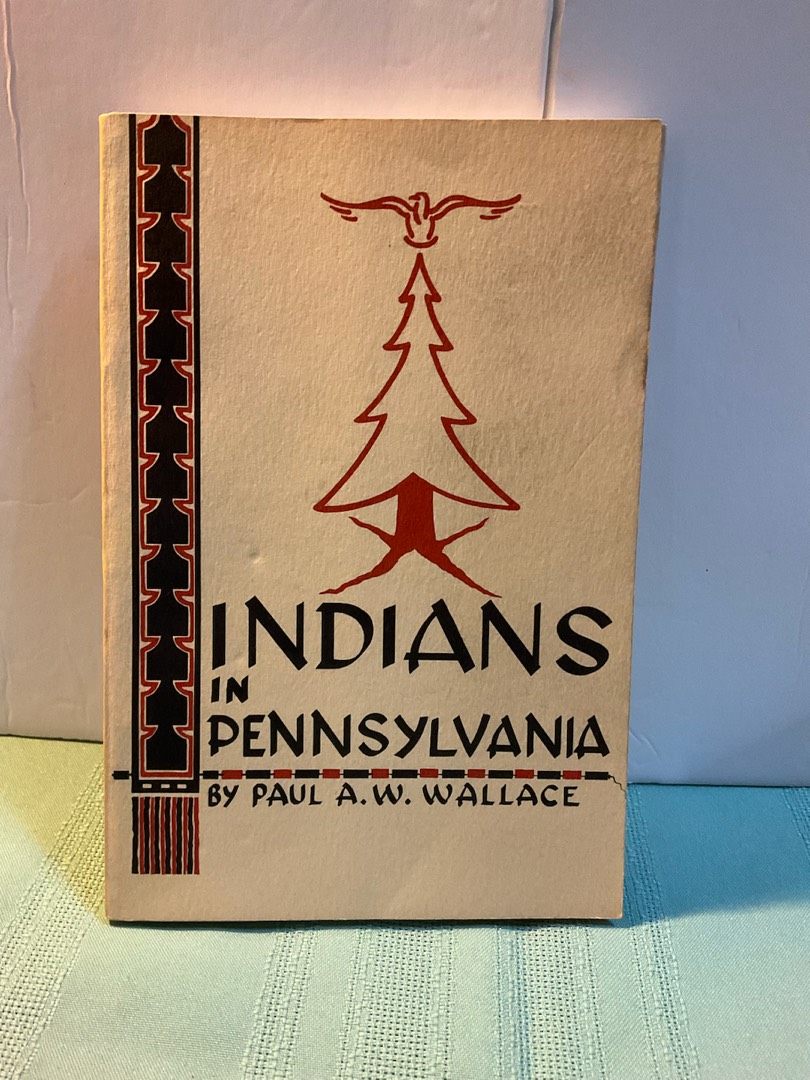 INDIANS
IN
PENNSYLVANIA
BY PAUL A.W. WALLACE